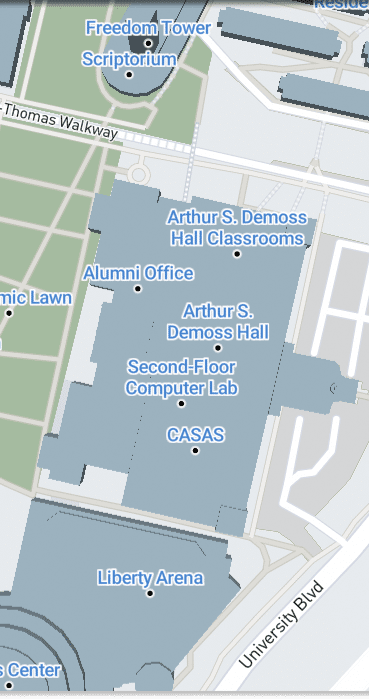 Reside
Freedom Tower
Scriptorium
-Thomas Walkway
Arthur S. Demoss
Hall Classrooms
Alumni Office
mic Lawn
Arthur S.
Demoss Hall
Second-Floor
Computer Lab
CASAS
Liberty Arena
University Blvd
s Center